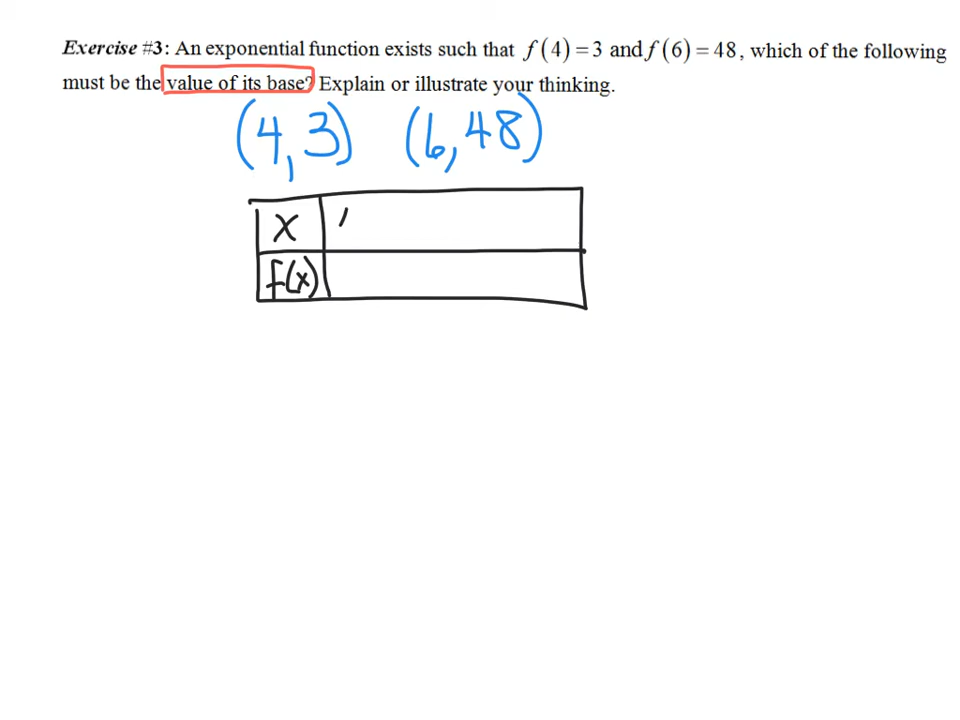 Exercise #3: An exponential function exists such that f(4)=3 and f(6)=48, which of the following
must be the value of its base? Explain or illustrate your thinking.
(4,3) (6,48)
x
f(x)